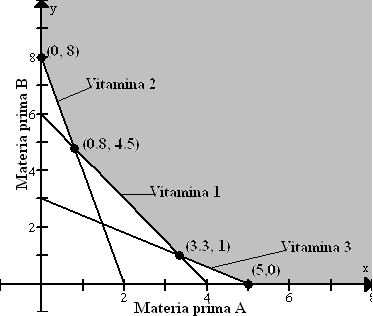 y
(0, 8)
8
Vitamina 2
Materia prima B
6
(0.8, 4.5)
4
Vitamina 1
2
(3.3, 1)
Vitamina 3
(5,0)
x
2
4
6
8
Materia prima A